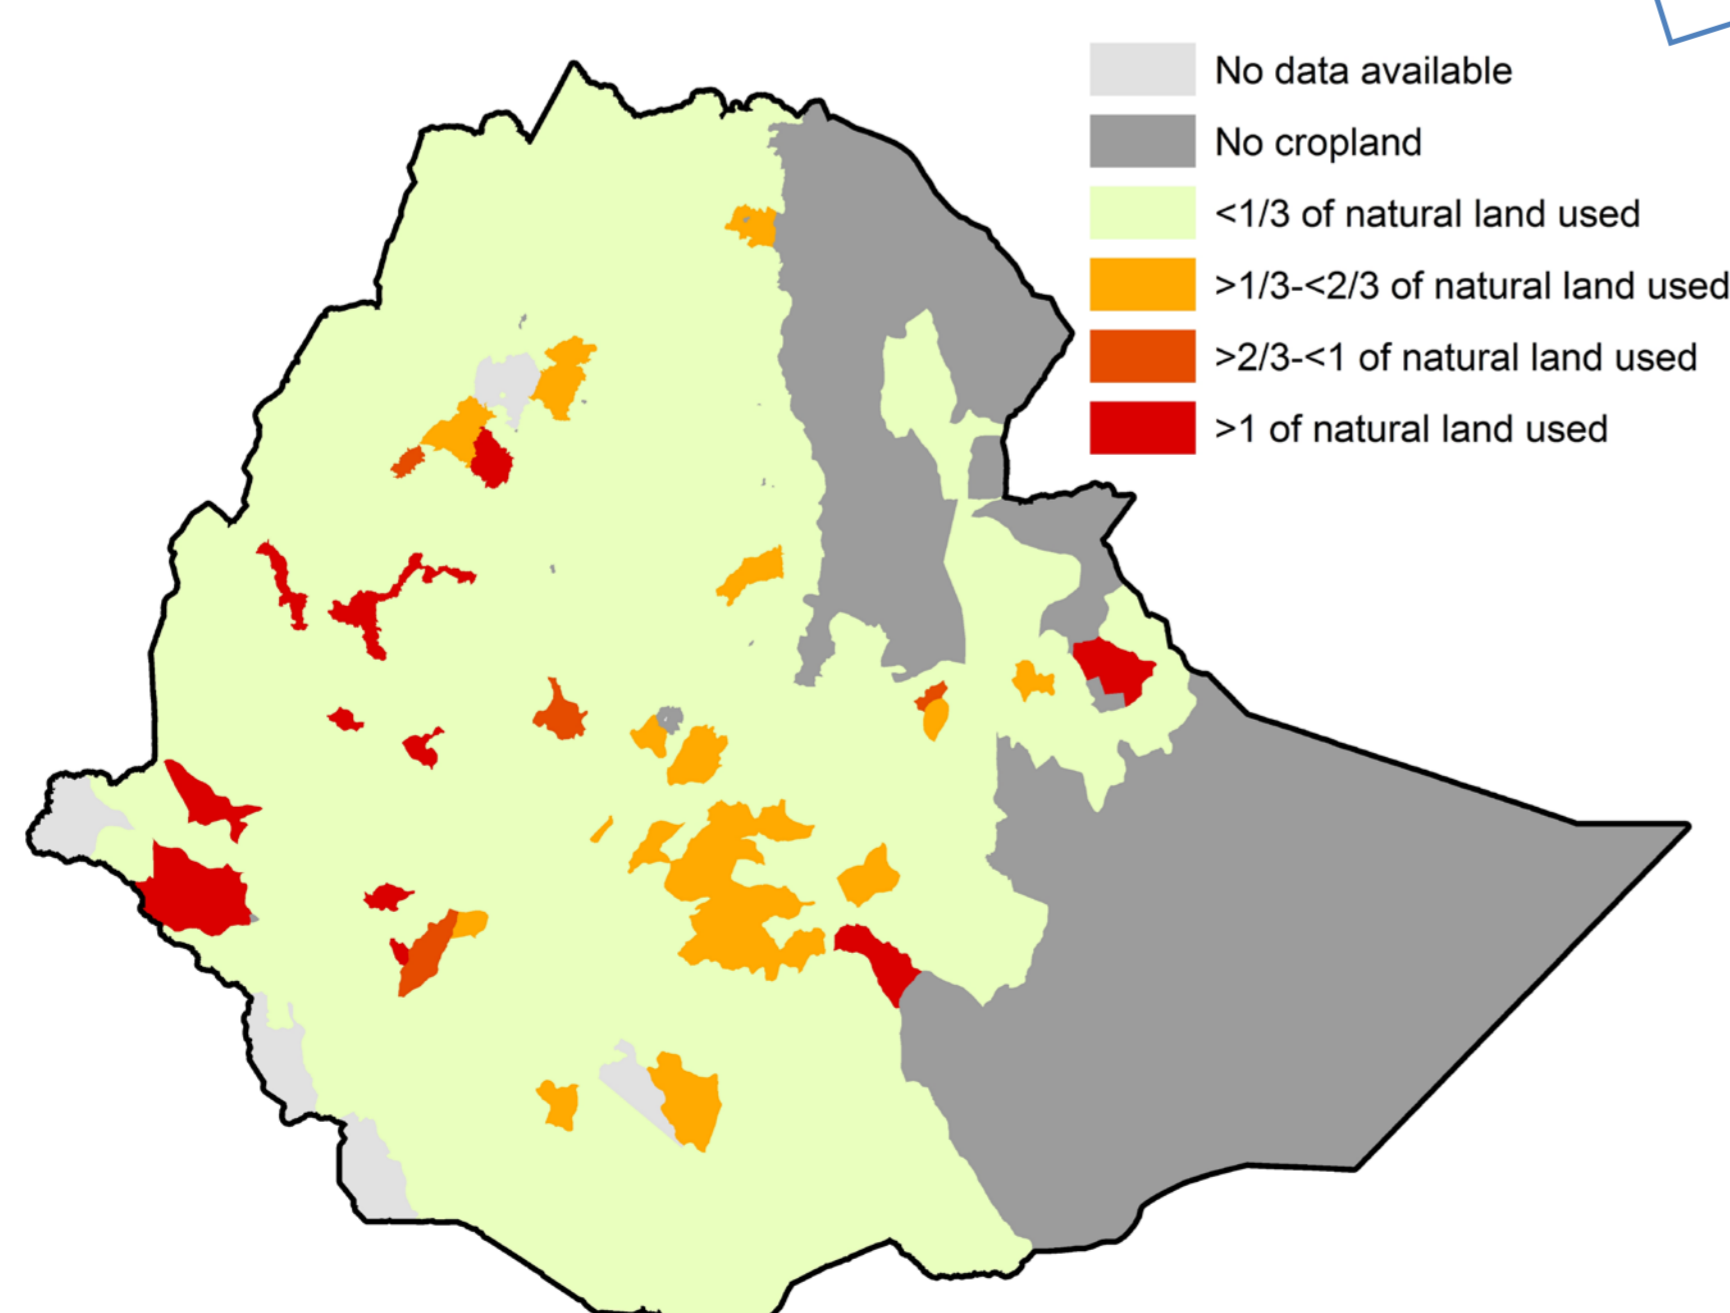 No data available
No cropland
<1/3 of natural land used
>1/3-<2/3 of natural land used
>2/3-<1 of natural land used
>1 of natural land used